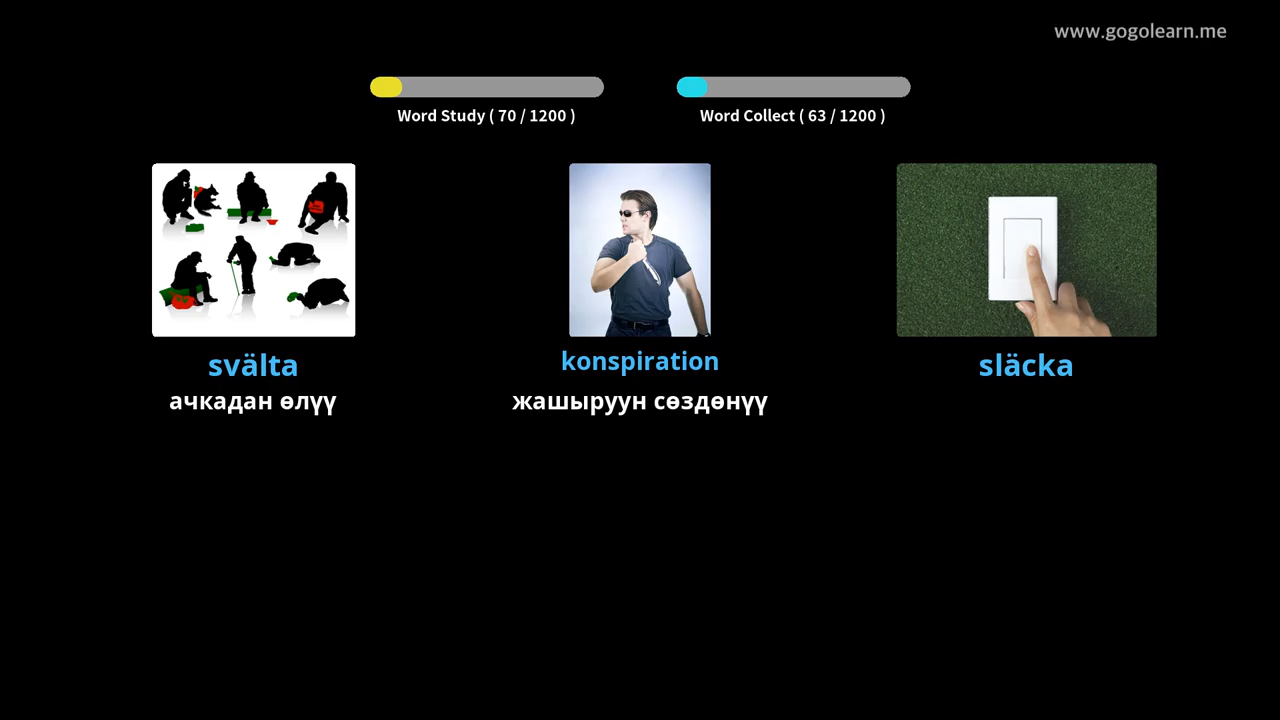 www.gogolearn.me
Word Study ( 70 / 1200 )
Word Collect ( 63 / 1200 )
svälta
konspiration
släcka
ачкадан өлүү
жашыруун сөздөнүү